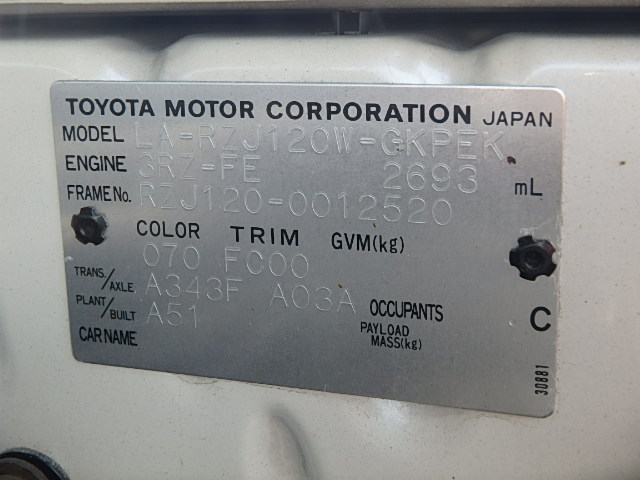 TOYOTA MOTOR CORPORATION JAPAN
MODEL LA-RZJ120W-GKPEK
ENGINE 3RZ-FE 2693 mL
FRAME No. RZJ120-0012520
COLOR TRIM GVM(kg)
070 FC00
TRANS./AXLE A343F A03A
PLANT/BUILT A51
OCCUPANTS C
CAR NAME
PAYLOAD MASS(kg)
30881